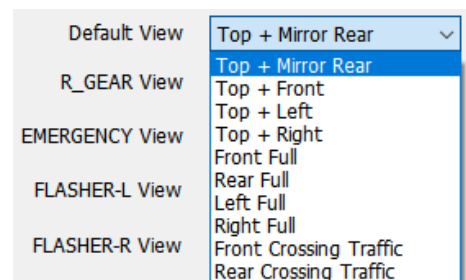 Default View
Top + Mirror Rear
Top + Mirror Rear
R_GEAR View
Top + Front
Top + Left
EMERGENCY View
Top + Right
Front Full
FLASHER-L View
Rear Full
Left Full
Right Full
FLASHER-R View
Front Crossing Traffic
Rear Crossing Traffic